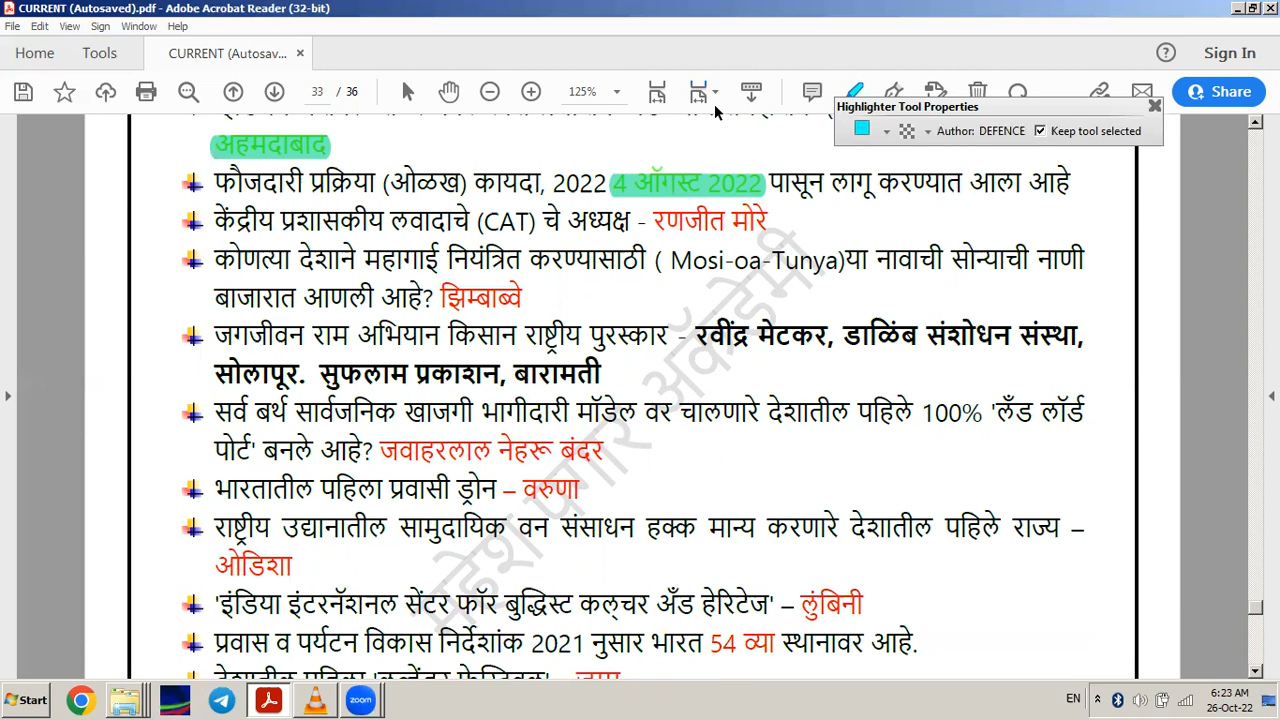 CURRENT (Autosaved).pdf - Adobe Acrobat Reader (32-bit)
File Edit View Sign Window Help
Home Tools CURRENT (Autosav... × Sign In
33 / 36 125% Share
Highlighter Tool Properties
Author: DEFENCE Keep tool selected
अहमदाबाद
फौजदारी प्रक्रिया (ओळख) कायदा, 2022 4 ऑगस्ट 2022 पासून लागू करण्यात आला आहे
केंद्रीय प्रशासकीय लवादाचे (CAT) चे अध्यक्ष - रणजीत मोरे
कोणत्या देशाने महागाई नियंत्रित करण्यासाठी ( Mosi-oa-Tunya)या नावाची सोन्याची नाणी
बाजारात आणली आहे? झिम्बाब्वे
जगजीवन राम अभियान किसान राष्ट्रीय पुरस्कार - रवींद्र मेटकर, डाळिंब संशोधन संस्था,
सोलापूर. सुफलाम प्रकाशन, बारामती
सर्व बर्थ सार्वजनिक खाजगी भागीदारी मॉडेल वर चालणारे देशातील पहिले 100% 'लँड लॉर्ड
पोर्ट' बनले आहे? जवाहरलाल नेहरू बंदर
भारतातील पहिला प्रवासी ड्रोन – वरुणा
राष्ट्रीय उद्यानातील सामुदायिक वन संसाधन हक्क मान्य करणारे देशातील पहिले राज्य –
ओडिशा
'इंडिया इंटरनॅशनल सेंटर फॉर बुद्धिस्ट कल्चर अँड हेरिटेज' – लुंबिनी
प्रवास व पर्यटन विकास निर्देशांक 2021 नुसार भारत 54 व्या स्थानावर आहे.
महेश पगार अकॅडेमी
Start zoom EN 6:23 AM
26-Oct-22